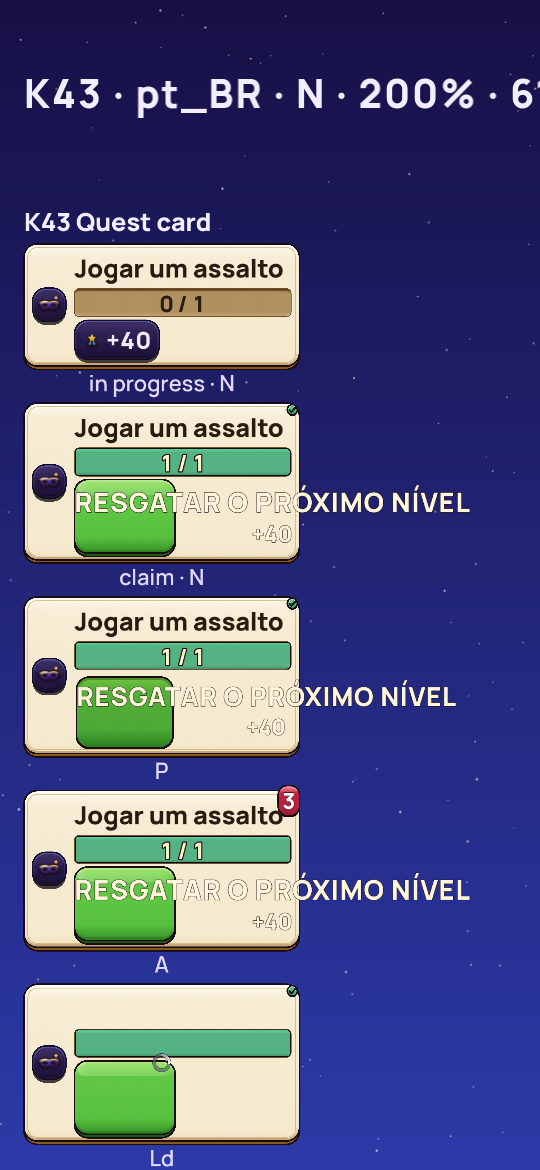 K43 · pt_BR · N · 200% · 6
K43 Quest card
Jogar um assalto
0 / 1
+40
in progress · N
Jogar um assalto
1 / 1
RESGATAR O PRÓXIMO NÍVEL
+40
claim · N
Jogar um assalto
1 / 1
RESGATAR O PRÓXIMO NÍVEL
+40
P
3
Jogar um assalto
1 / 1
RESGATAR O PRÓXIMO NÍVEL
+40
A
Ld